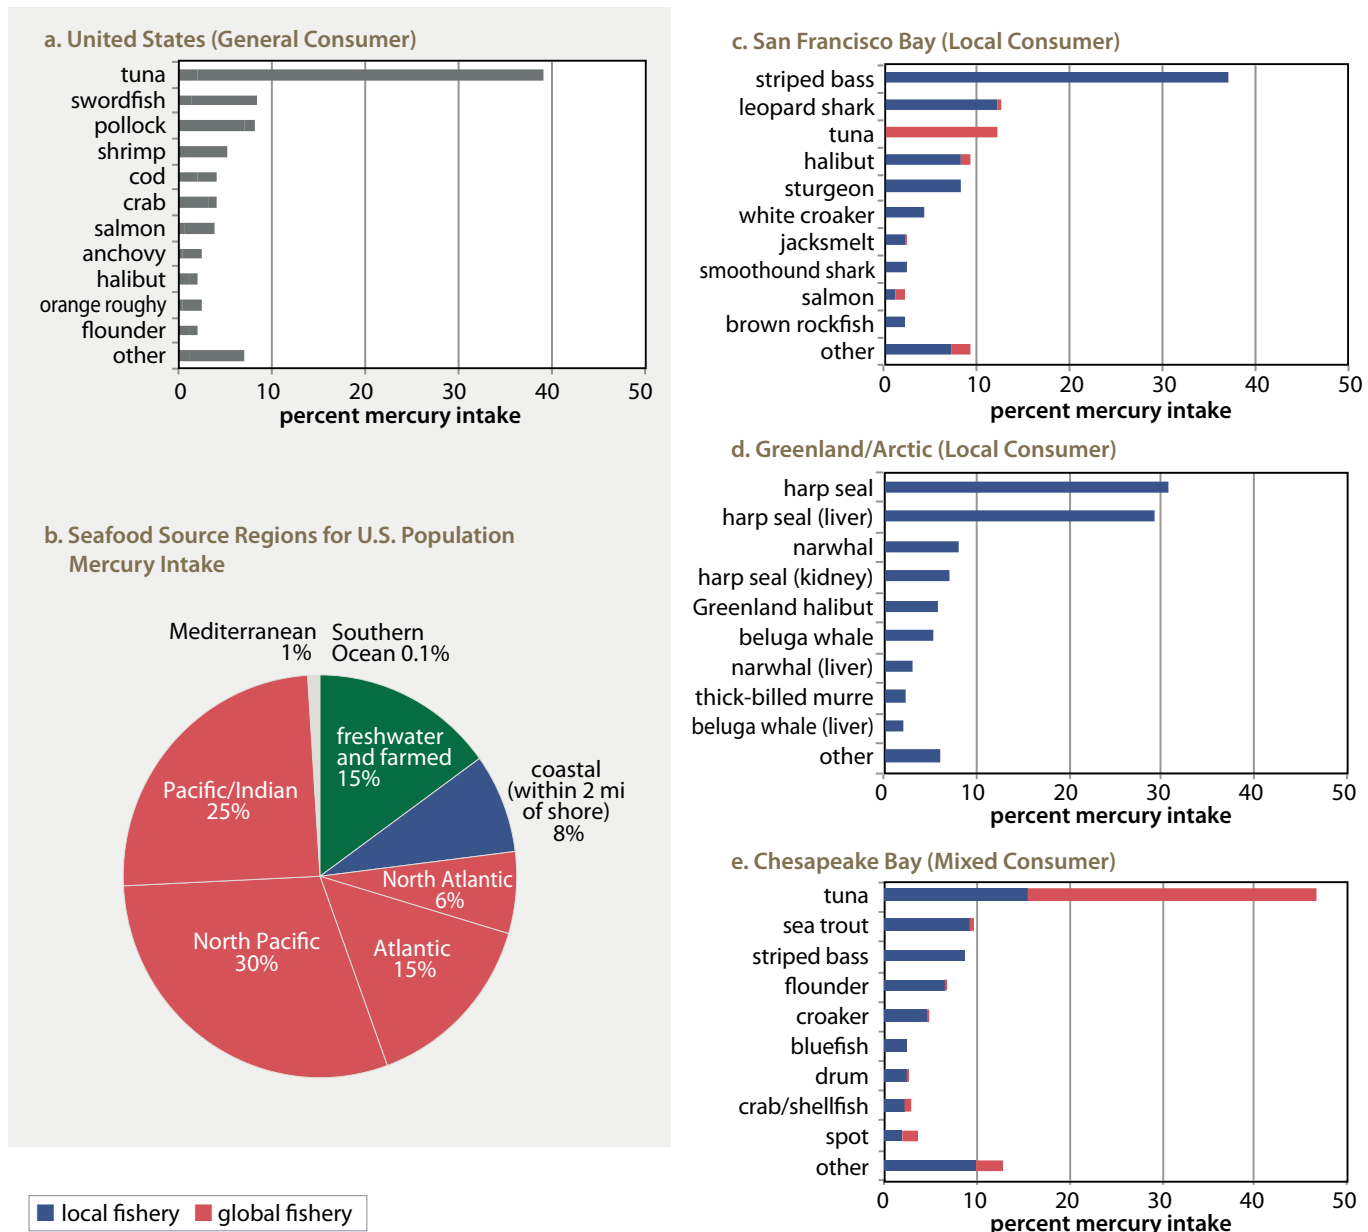 a. United States (General Consumer)
tuna
swordfish
pollock
shrimp
cod
crab
salmon
anchovy
halibut
orange roughy
flounder
other
0 10 20 30 40 50
percent mercury intake
b. Seafood Source Regions for U.S. Population
Mercury Intake
Mediterranean
1%
Southern
Ocean 0.1%
freshwater
and farmed
15%
coastal
(within 2 mi
of shore)
8%
North Atlantic
6%
Atlantic
15%
North Pacific
30%
Pacific/Indian
25%
local fishery global fishery
c. San Francisco Bay (Local Consumer)
striped bass
leopard shark
tuna
halibut
sturgeon
white croaker
jacksmelt
smoothound shark
salmon
brown rockfish
other
0 10 20 30 40 50
percent mercury intake
d. Greenland/Arctic (Local Consumer)
harp seal
harp seal (liver)
narwhal
harp seal (kidney)
Greenland halibut
beluga whale
narwhal (liver)
thick-billed murre
beluga whale (liver)
other
0 10 20 30 40 50
percent mercury intake
e. Chesapeake Bay (Mixed Consumer)
tuna
sea trout
striped bass
flounder
croaker
bluefish
drum
crab/shellfish
spot
other
0 10 20 30 40 50
percent mercury intake